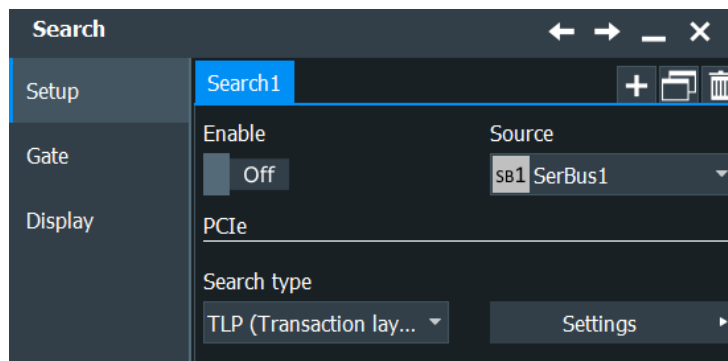 Search
Setup
Gate
Display
Search1
Enable
Off
Source
SB1 SerBus1
PCIe
Search type
TLP (Transaction lay...
Settings